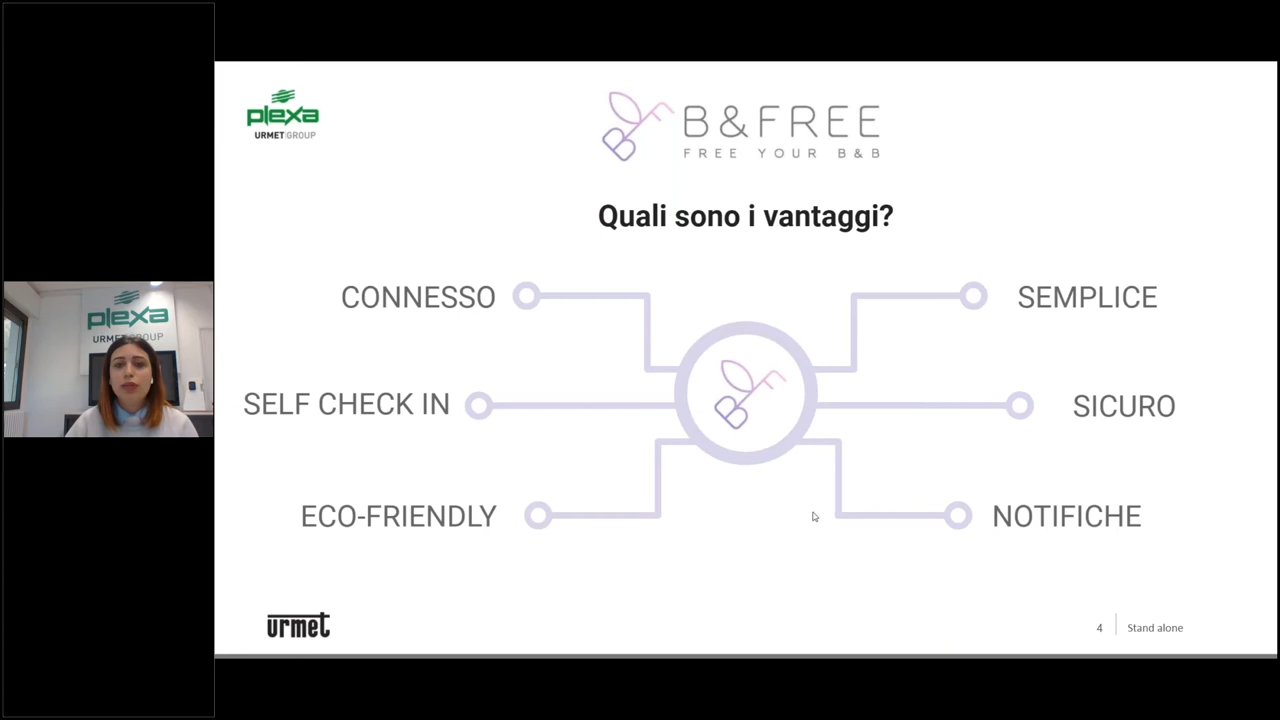 plexa
URMET GROUP
B&FREE
FREE YOUR B&B
Quali sono i vantaggi?
CONNESSO
SEMPLICE
SELF CHECK IN
SICURO
ECO-FRIENDLY
NOTIFICHE
plexa
URMET GROUP
urmet
4
Stand alone